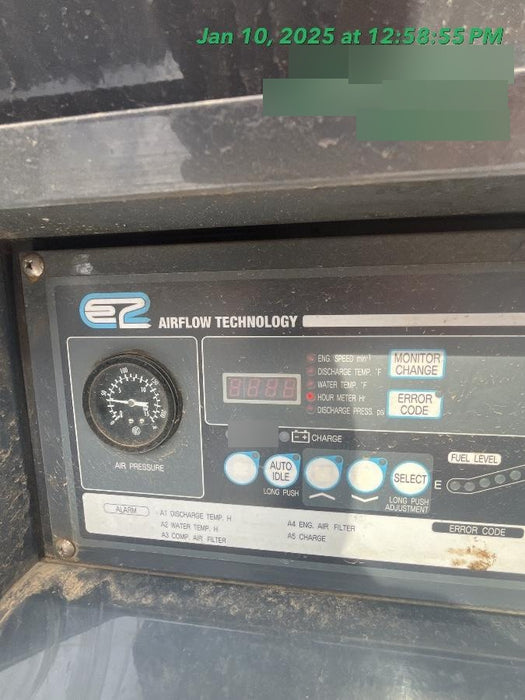 Jan 10, 2025 at 12:58:55 PM
EZ AIRFLOW TECHNOLOGY
ENG. SPEED min⁻¹
DISCHARGE TEMP. °F
WATER TEMP. °F
HOUR METER Hr
DISCHARGE PRESS. psi
MONITOR
CHANGE
ERROR
CODE
100
AIR PRESSURE
CHARGE
AUTO
IDLE
LONG PUSH
SELECT
LONG PUSH
ADJUSTMENT
FUEL LEVEL
E
ALARM
A1 DISCHARGE TEMP. H
A2 WATER TEMP. H
A3 COMP. AIR FILTER
A4 ENG. AIR FILTER
A5 CHARGE
ERROR CODE